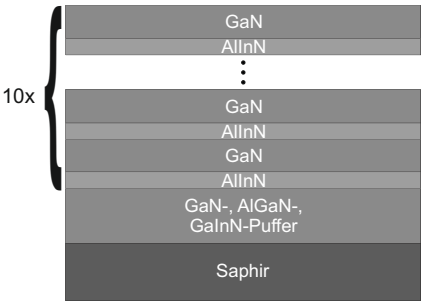 GaN
AlInN
10x
GaN
AlInN
GaN
AlInN
GaN-, AlGaN-,
GaInN-Puffer
Saphir